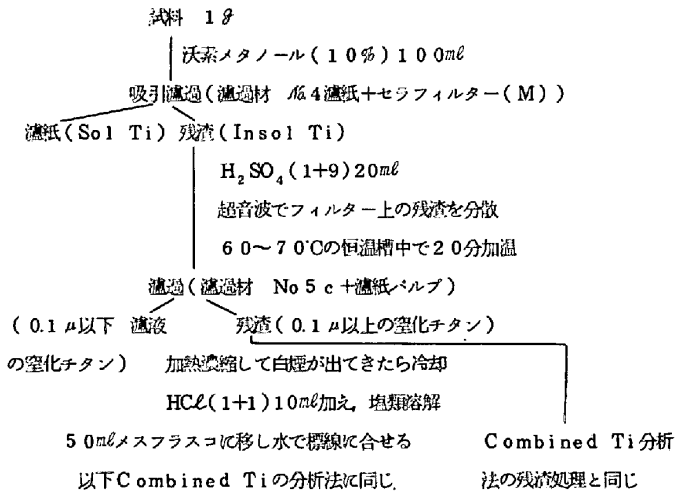 試料 1g
沃素メタノール(10%)100ml
吸引濾過(濾過材 №4濾紙+セラフィルター(M))
濾紙(Sol Ti) 残渣(Insol Ti)
H2SO4(1+9)20ml
超音波でフィルター上の残渣を分散
60~70℃の恒温槽中で20分加温
濾過(濾過材 No5c+濾紙パルプ)
(0.1μ以下 濾液 残渣(0.1μ以上の窒化チタン)
の窒化チタン) 加熱濃縮して白煙が出てきたら冷却
HCl(1+1)10ml加え,塩類溶解
50mlメスフラスコに移し水で標線に合せる Combined Ti分析
以下Combined Tiの分析法に同じ. 法の残渣処理と同じ